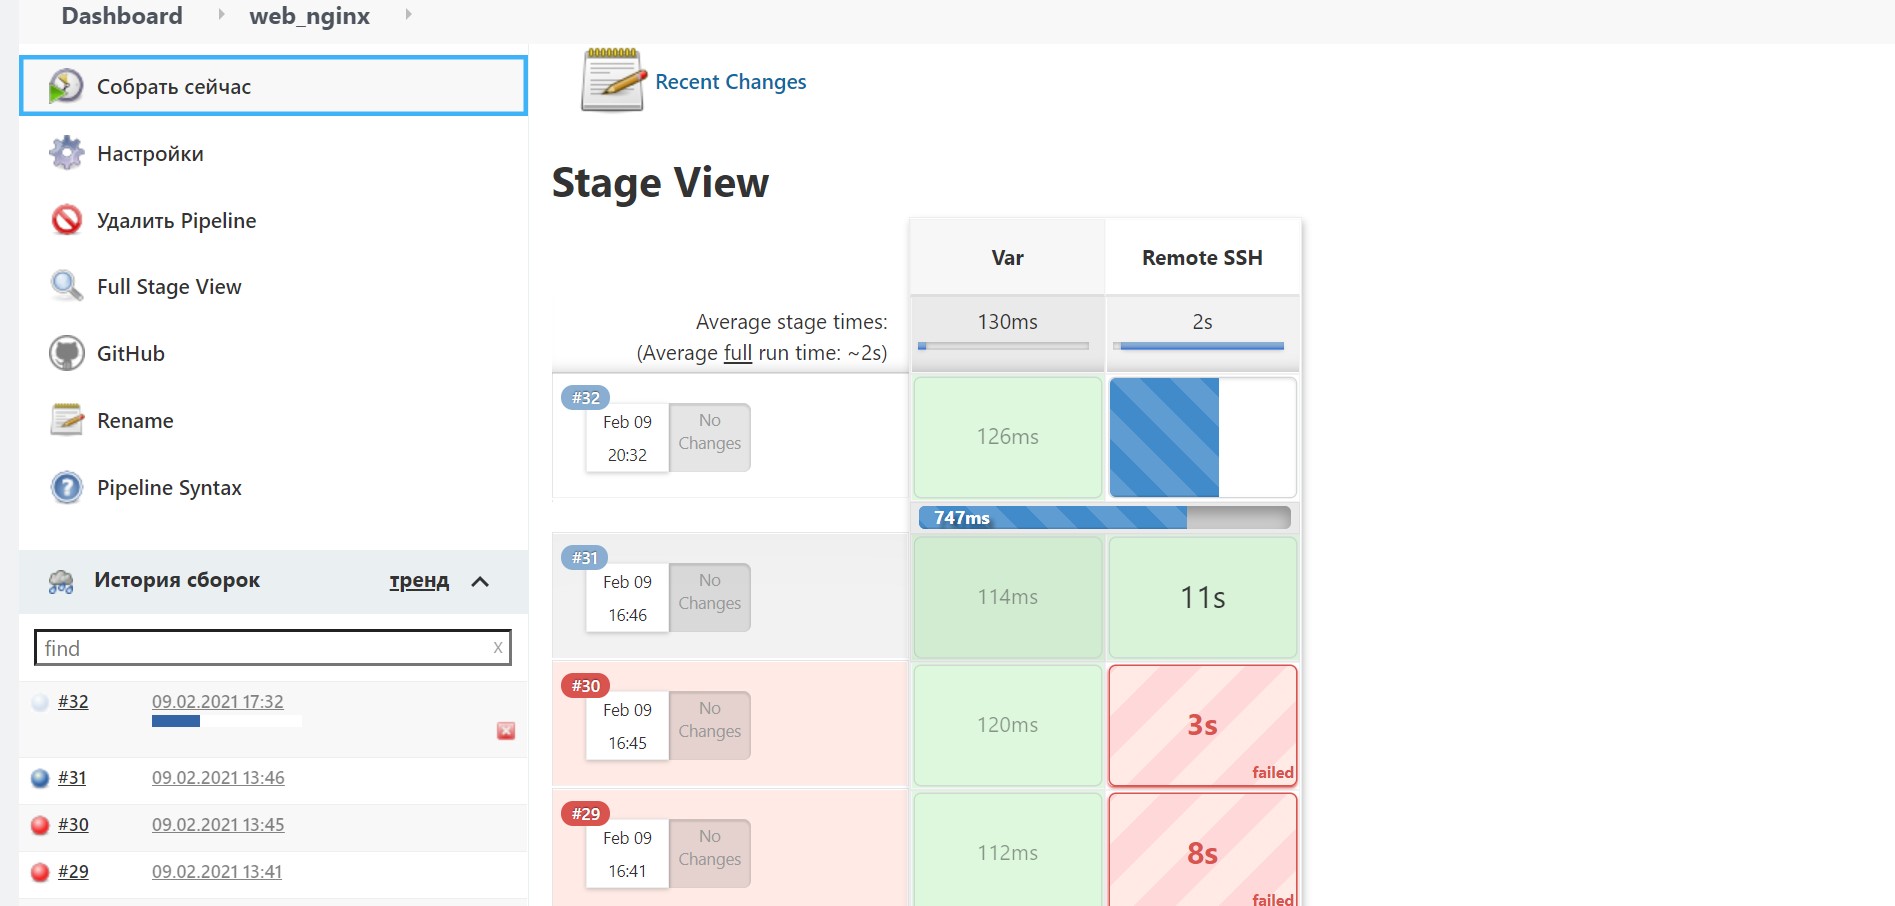 Dashboard
web_nginx
Собрать сейчас
Настройки
Удалить Pipeline
Full Stage View
GitHub
Rename
Pipeline Syntax
История сборок
тренд
find
X
#32
09.02.2021 17:32
#31
09.02.2021 13:46
#30
09.02.2021 13:45
#29
09.02.2021 13:41
Recent Changes
Stage View
Var
Remote SSH
Average stage times:
(Average full run time: ~2s)
130ms
2s
#32
Feb 09
20:32
No
Changes
126ms
747ms
#31
Feb 09
16:46
No
Changes
114ms
11s
#30
Feb 09
16:45
No
Changes
120ms
3s
failed
#29
Feb 09
16:41
No
Changes
112ms
8s
failed